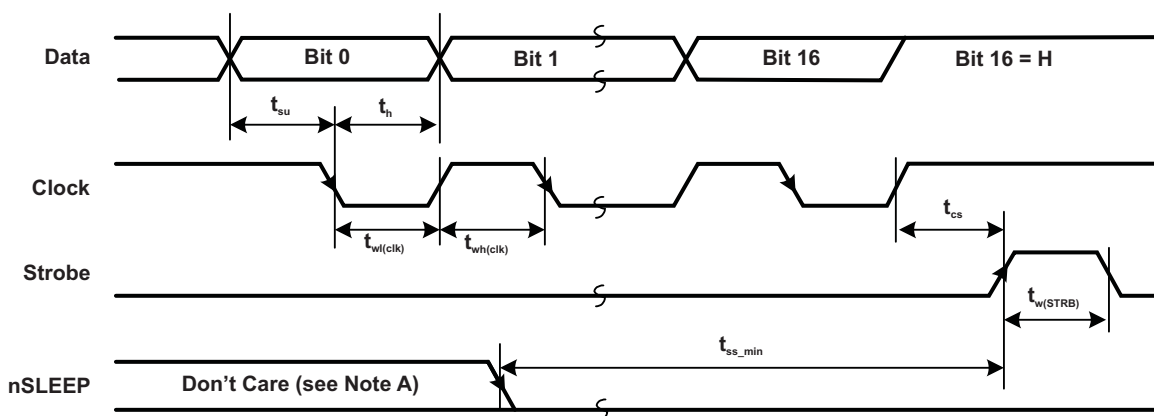 Data
Bit 0
Bit 1
Bit 16
Bit 16 = H
tsu
th
Clock
twl(clk)
twh(clk)
tcs
Strobe
tw(STRB)
tss_min
nSLEEP
Don't Care (see Note A)